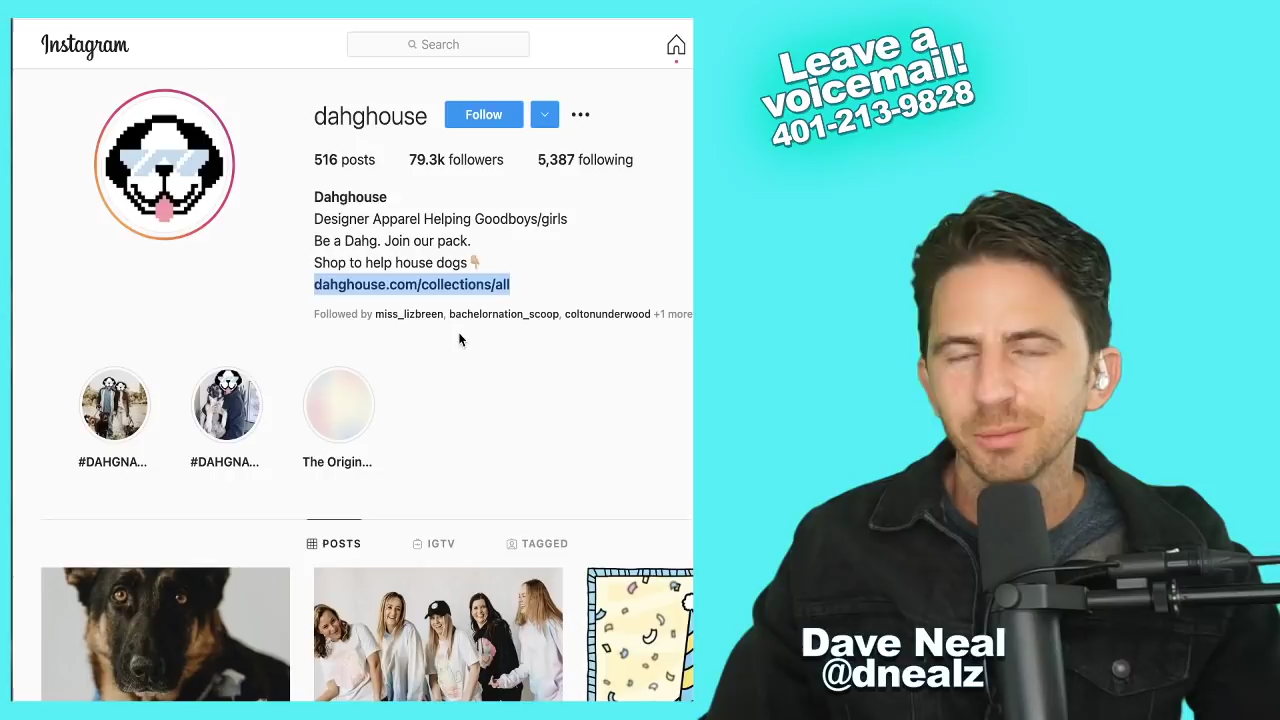 Instagram
Search
dahghouse
Follow
516 posts 79.3k followers 5,387 following
Dahghouse
Designer Apparel Helping Goodboys/girls
Be a Dahg. Join our pack.
Shop to help house dogs👇🏼
dahghouse.com/collections/all
Followed by miss_lizbreen, bachelornation_scoop, coltonunderwood +1 more
#DAHGNA... #DAHGNA... The Origin...
POSTS IGTV TAGGED
Leave a
voicemail!
401-213-9828
Dave Neal
@dnealz